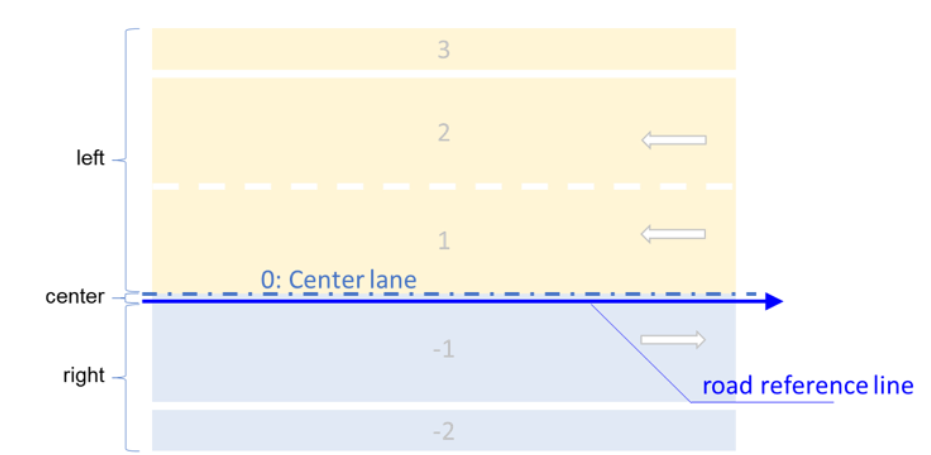 3
2
left
1
0: Center lane
center
-1
right
road reference line
-2